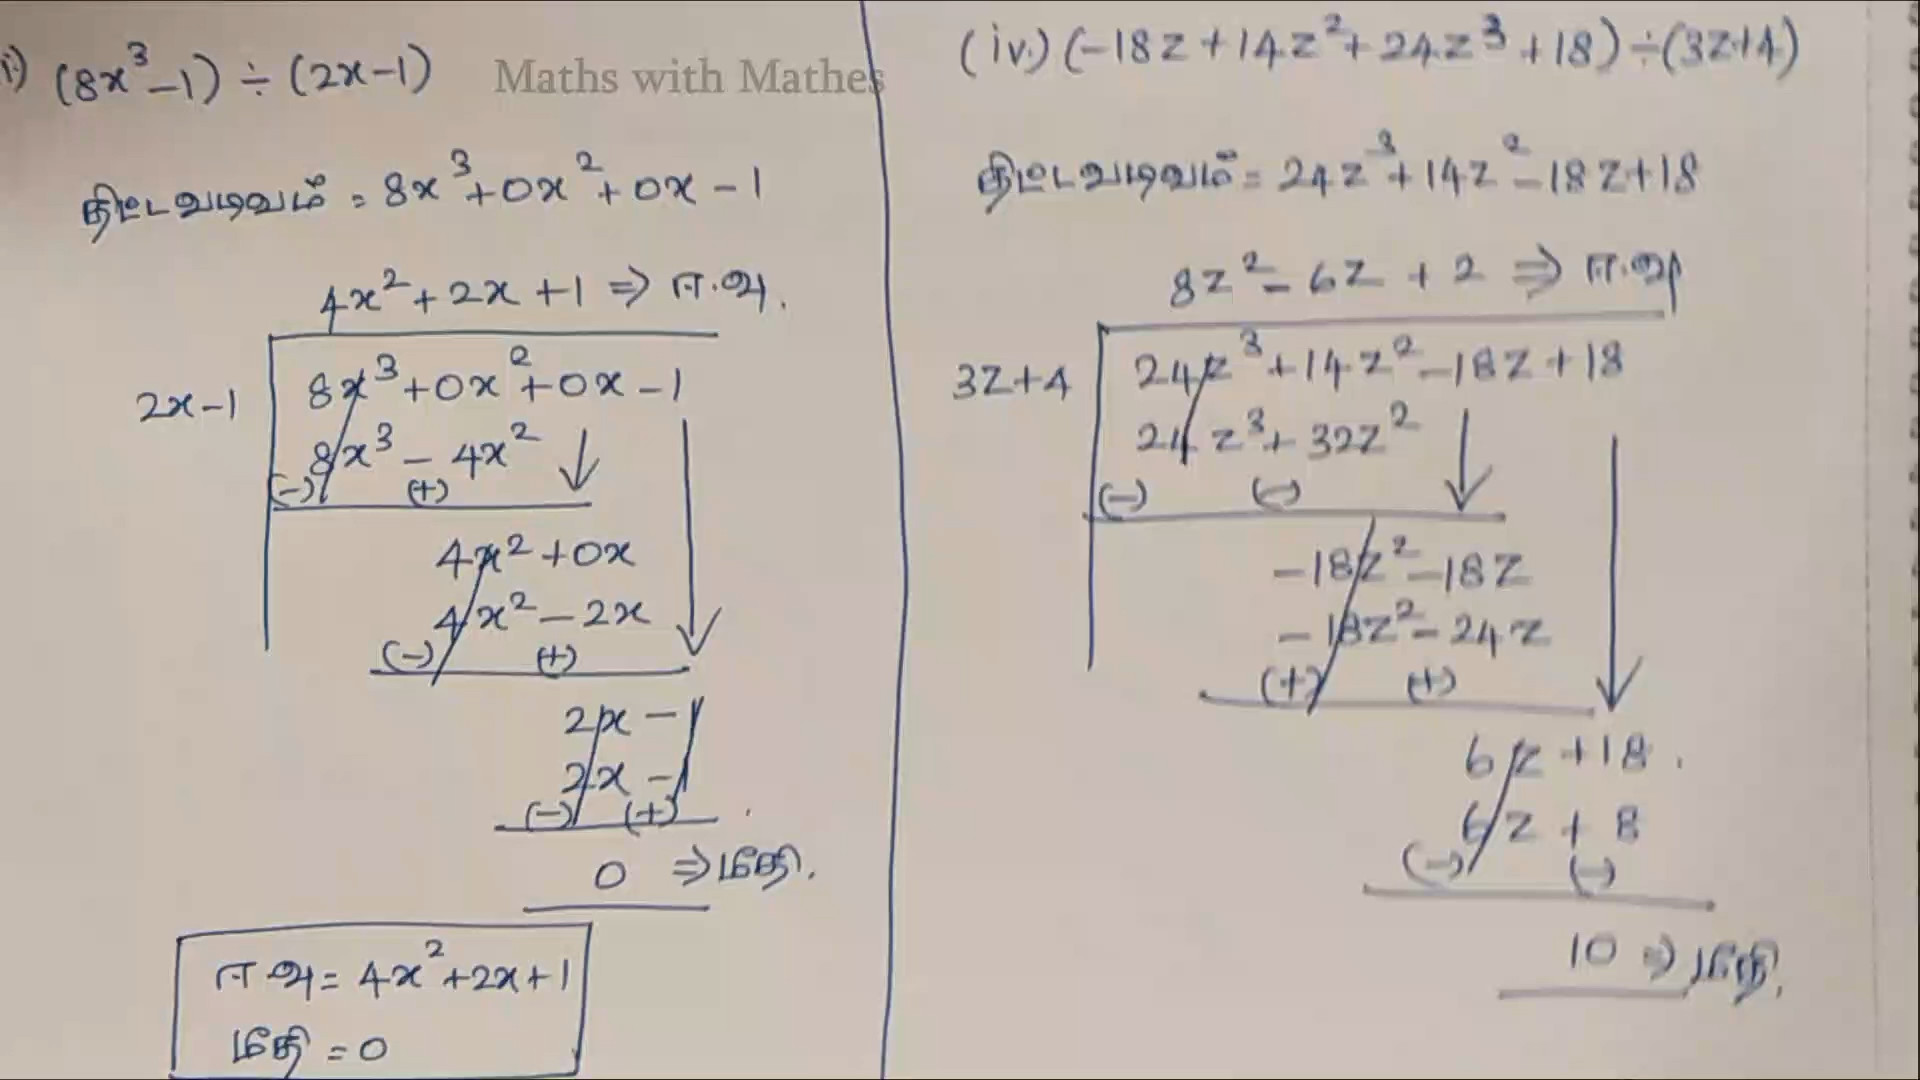 i) (8x³-1) ÷ (2x-1)
Maths with Mathes
திட்டவடிவம் = 8x³+0x²+0x-1
4x²+2x+1 ⇒ ஈ.வு.
2x-1
8x³+0x²+0x-1
8x³-4x²
(-) (+)
4x²+0x
4x²-2x
(-) (+)
2x-1
2x-1
(-) (+)
0 ⇒ மீதி.
ஈ.வு = 4x²+2x+1
மீதி = 0
(iv.) (-18z+14z²+24z³+18) ÷ (3z+4)
திட்டவடிவம் = 24z³+14z²-18z+18
8z²-6z+2 ⇒ ஈ.வு
3z+4
24z³+14z²-18z+18
24z³+32z²
(-) (-)
-18z²-18z
-18z²-24z
(+) (+)
6z+18.
6z+8
(-) (-)
10 ⇒ மீதி.